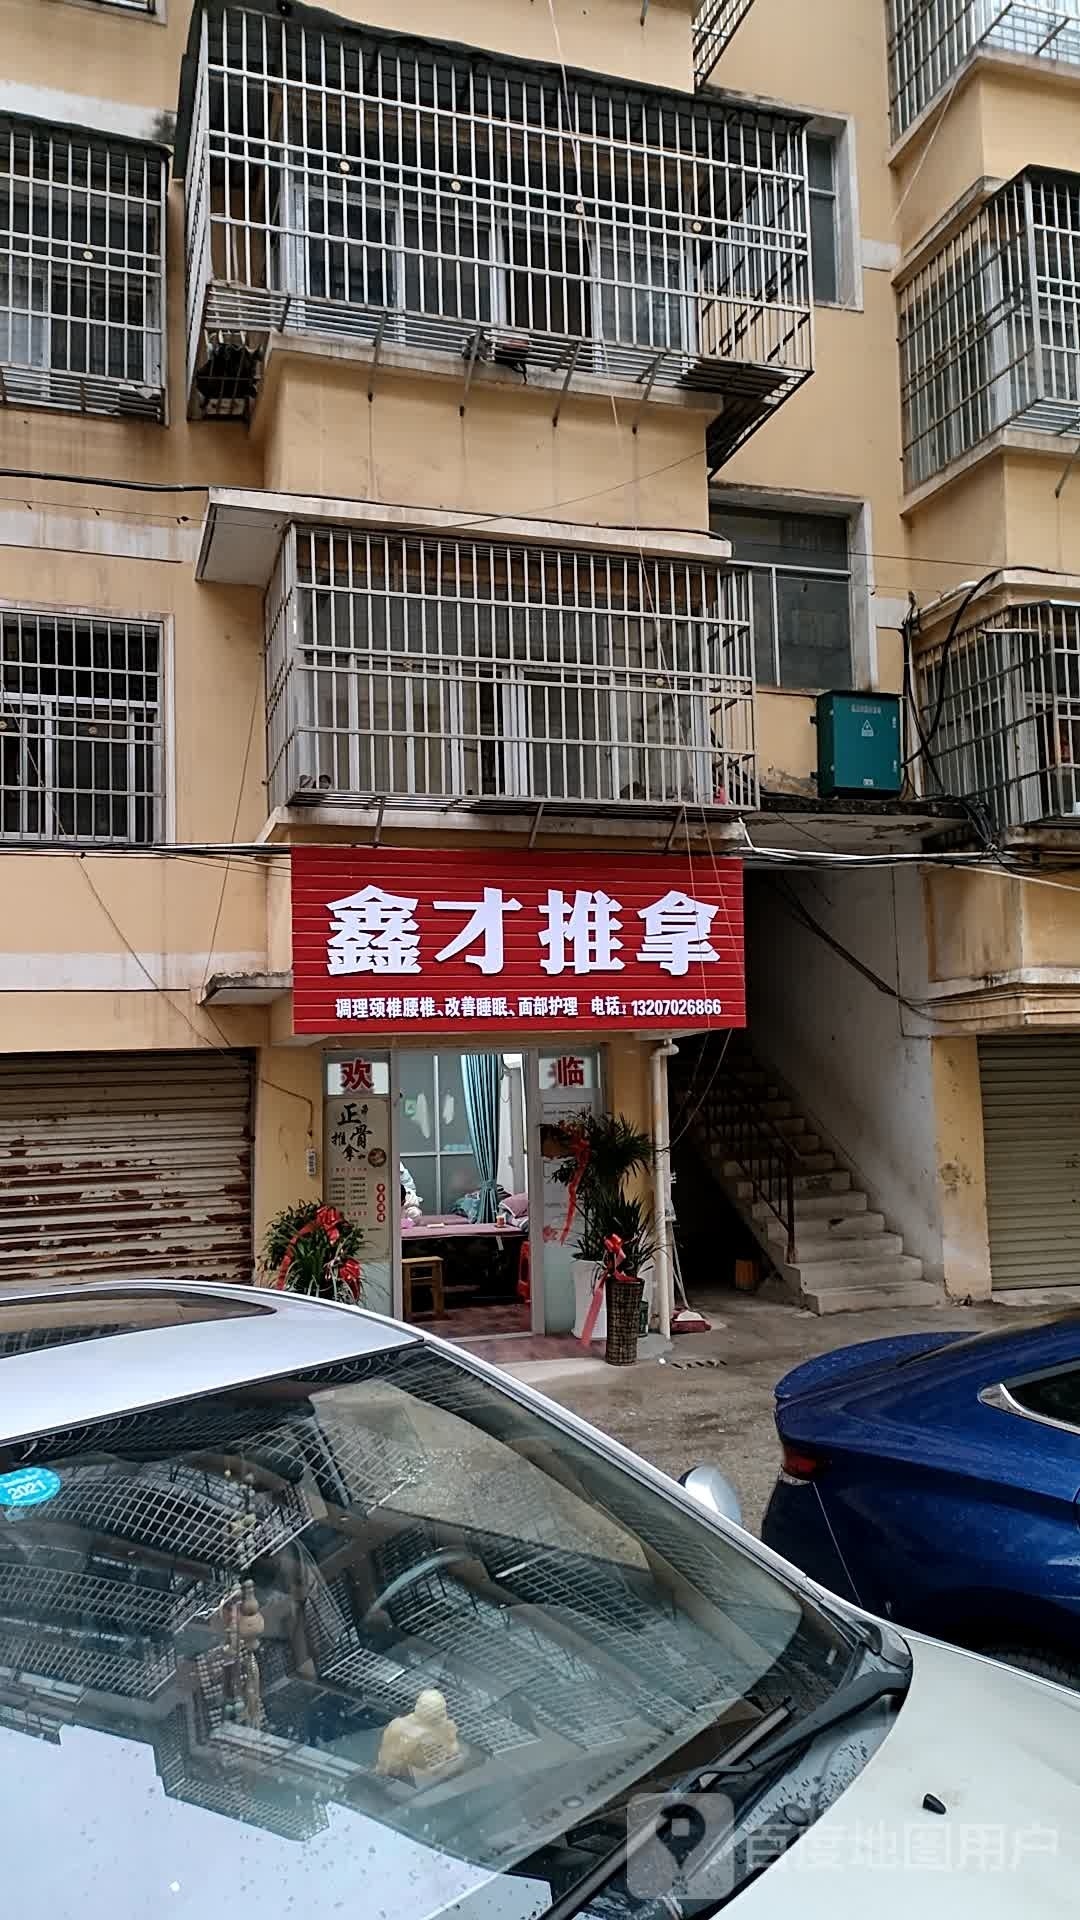 鑫才推拿
调理颈椎腰椎、改善睡眠、面部护理 电话:13207026866
欢 临
正骨
推拿
2021
百度地图用户